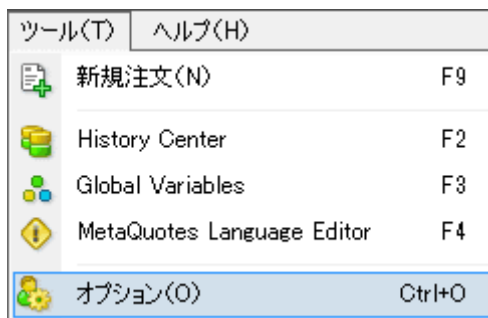 ツール(T) ヘルプ(H)
新規注文(N) F9
History Center F2
Global Variables F3
MetaQuotes Language Editor F4
オプション(O) Ctrl+O